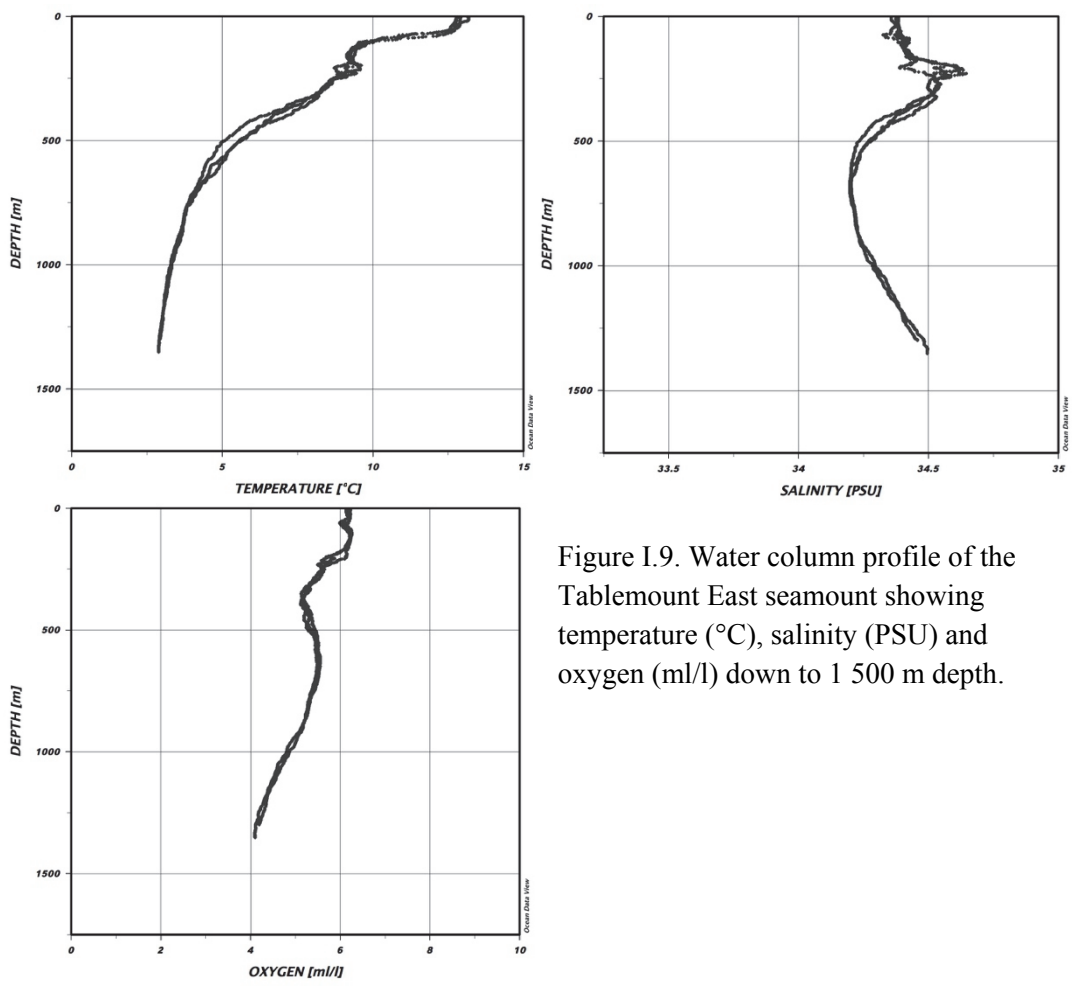 0
500
1000
1500
DEPTH [m]
0 5 10 15
TEMPERATURE [°C]
Ocean Data View
0
500
1000
1500
DEPTH [m]
33.5 34 34.5 35
SALINITY [PSU]
Ocean Data View
0
500
1000
1500
DEPTH [m]
0 2 4 6 8 10
OXYGEN [ml/l]
Ocean Data View
Figure I.9. Water column profile of the
Tablemount East seamount showing
temperature (°C), salinity (PSU) and
oxygen (ml/l) down to 1 500 m depth.